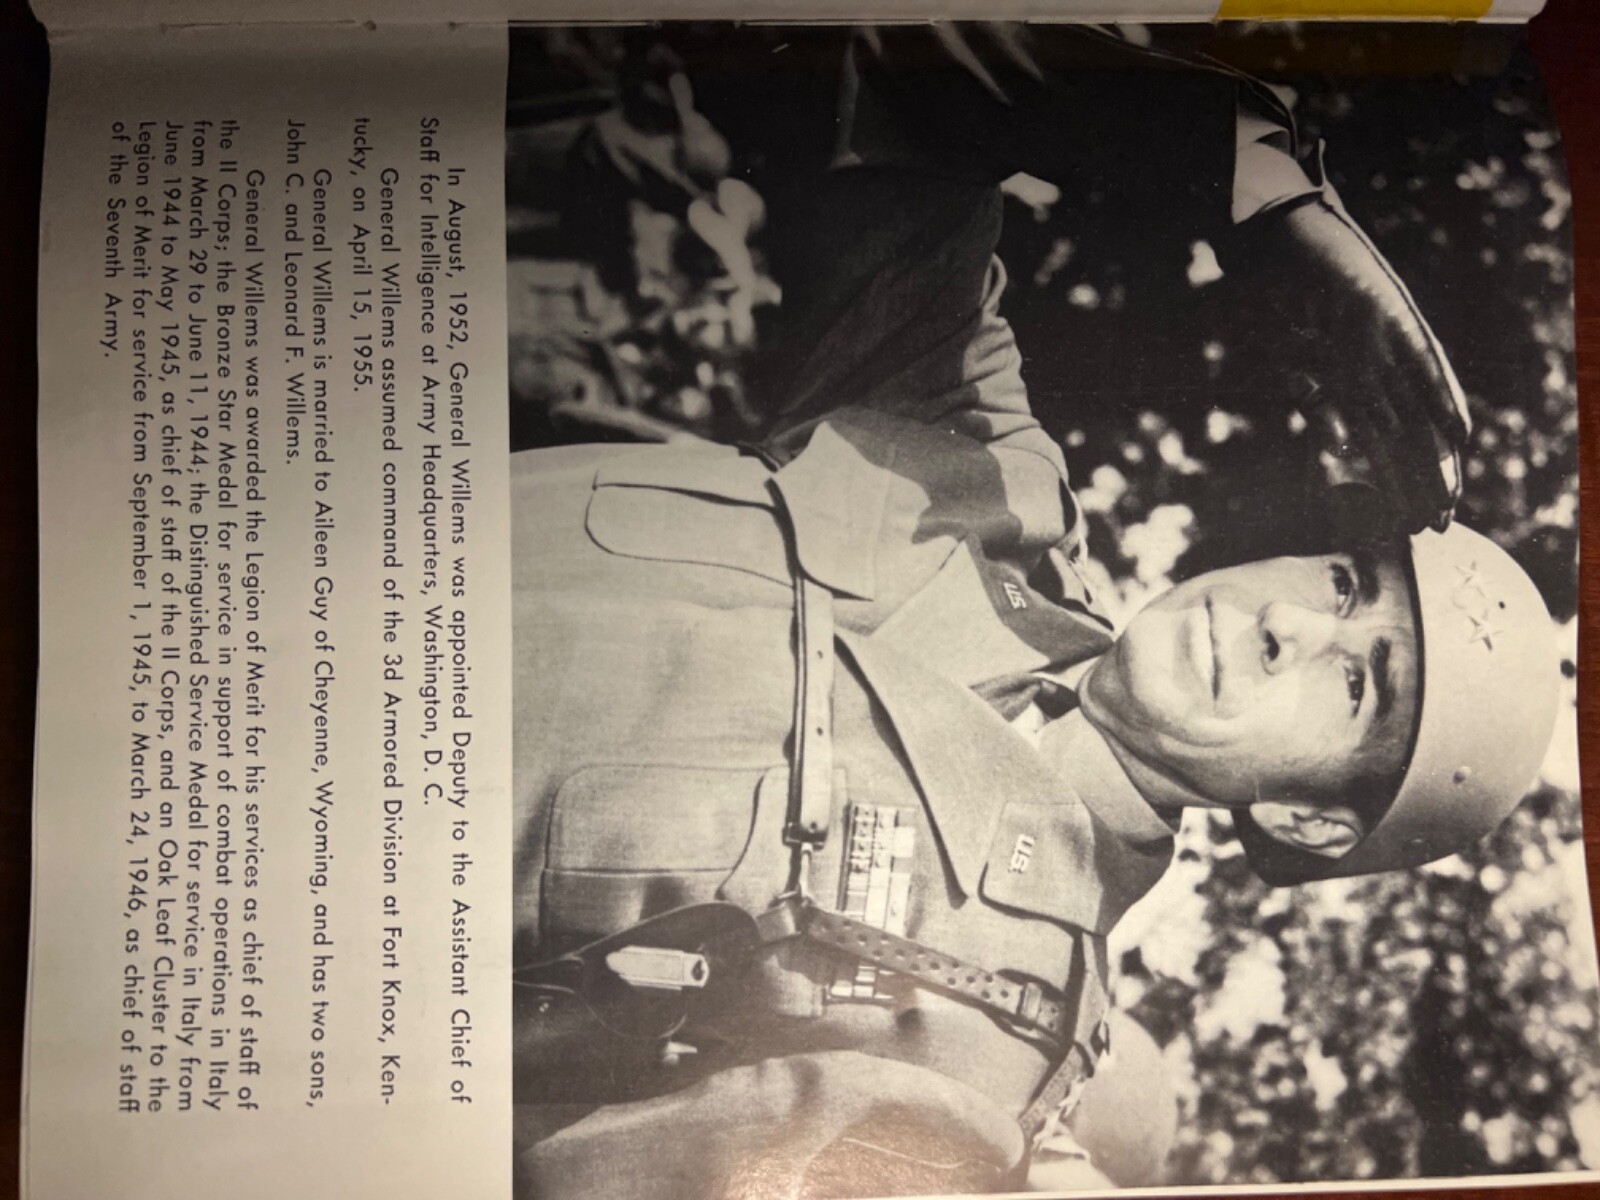 In August, 1952, General Willems was appointed Deputy to the Assistant Chief of
Staff for Intelligence at Army Headquarters, Washington, D. C.
General Willems assumed command of the 3d Armored Division at Fort Knox, Ken-
tucky, on April 15, 1955.
General Willems is married to Aileen Guy of Cheyenne, Wyoming, and has two sons,
John C. and Leonard F. Willems.
General Willems was awarded the Legion of Merit for his services as chief of staff of
the II Corps; the Bronze Star Medal for service in support of combat operations in Italy
from March 29 to June 11, 1944; the Distinguished Service Medal for service in Italy from
June 1944 to May 1945, as chief of staff of the II Corps, and an Oak Leaf Cluster to the
Legion of Merit for service from September 1, 1945, to March 24, 1946, as chief of staff
of the Seventh Army.
US
US